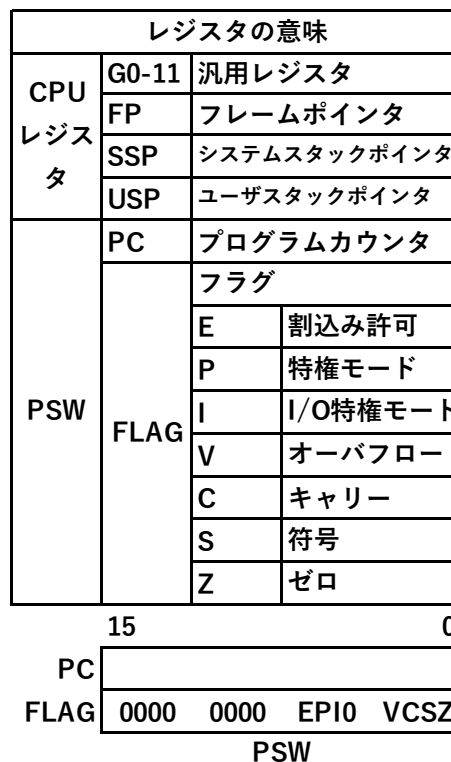 レジスタの意味
CPU レジスタ
G0-11 汎用レジスタ
FP フレームポインタ
SSP システムスタックポインタ
USP ユーザスタックポインタ
PSW
PC プログラムカウンタ
FLAG
フラグ
E 割込み許可
P 特権モード
I I/O特権モード
V オーバフロー
C キャリー
S 符号
Z ゼロ
15 0
PC
FLAG 0000 0000 EPI0 VCSZ
PSW